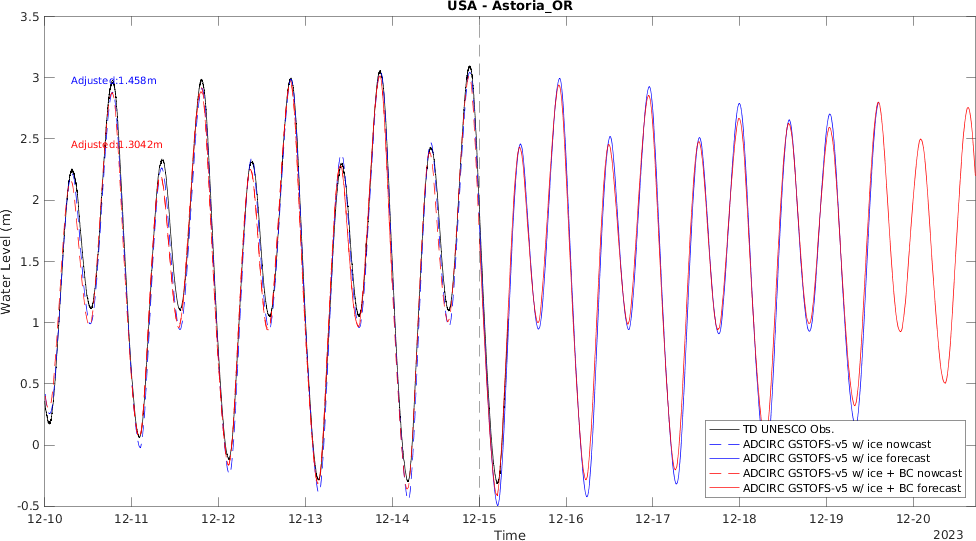 USA - Astoria_OR
3.5
3
2.5
2
1.5
1
0.5
0
-0.5
Water Level (m)
Adjusted:1.458m
Adjusted:1.3042m
TD UNESCO Obs.
ADCIRC GSTOFS-v5 w/ ice nowcast
ADCIRC GSTOFS-v5 w/ ice forecast
ADCIRC GSTOFS-v5 w/ ice + BC nowcast
ADCIRC GSTOFS-v5 w/ ice + BC forecast
12-10 12-11 12-12 12-13 12-14 12-15 12-16 12-17 12-18 12-19 12-20
Time
2023